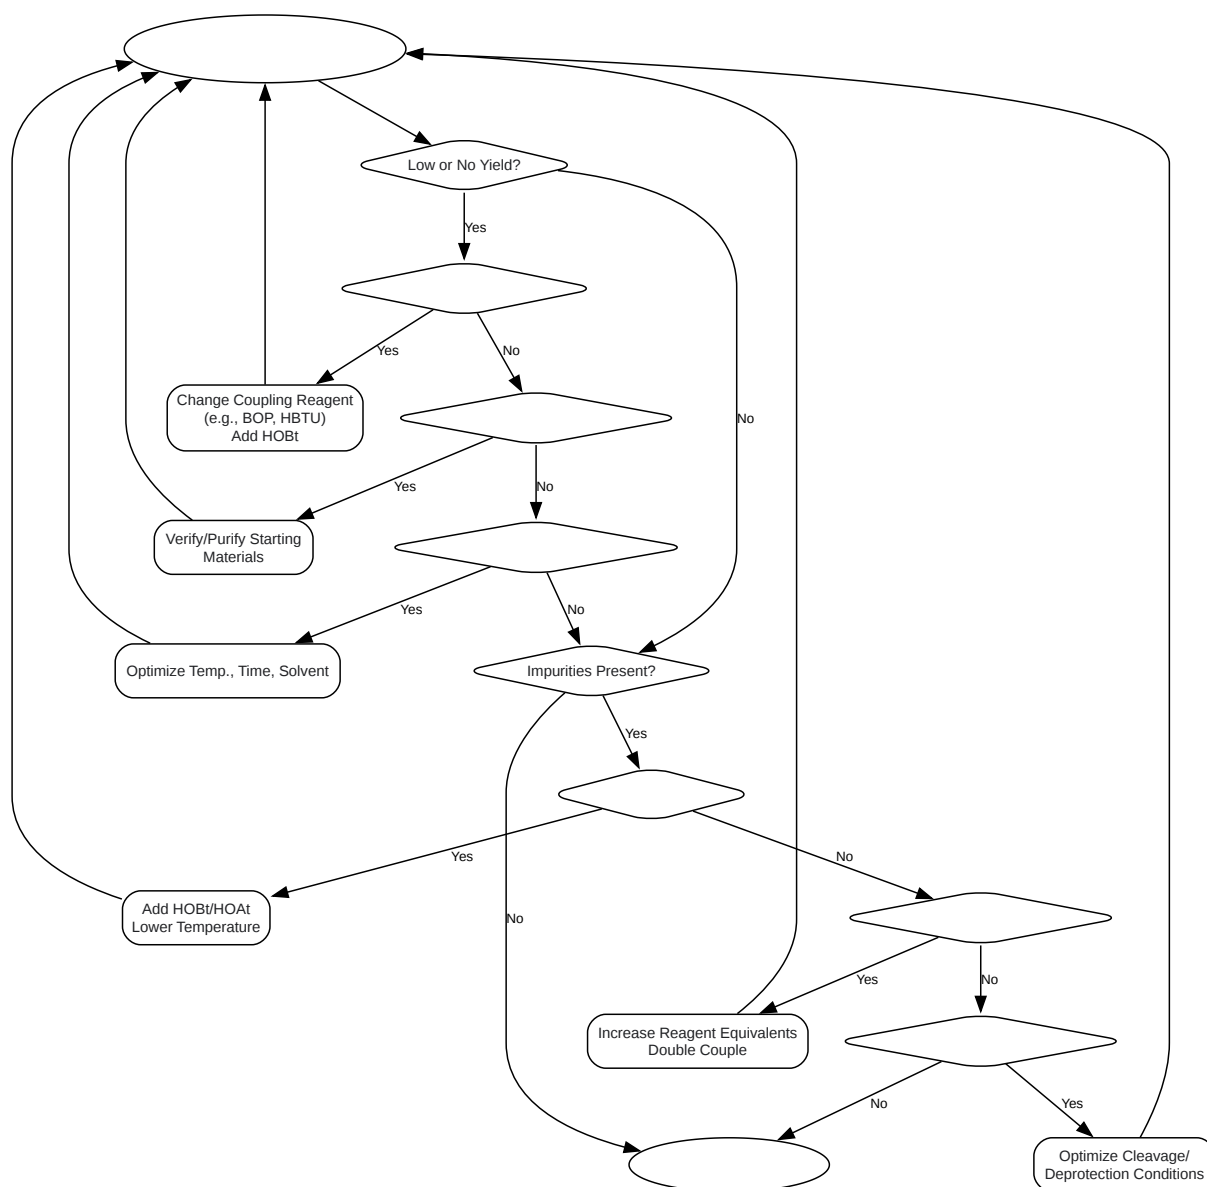 Low or No Yield?
Yes
Yes
No
Change Coupling Reagent
(e.g., BOP, HBTU)
Add HOBt
No
Yes
No
Verify/Purify Starting
Materials
Yes
No
Optimize Temp., Time, Solvent
Impurities Present?
Yes
Yes
No
Add HOBt/HOAt
Lower Temperature
No
Yes
No
Increase Reagent Equivalents
Double Couple
No
Yes
Optimize Cleavage/
Deprotection Conditions